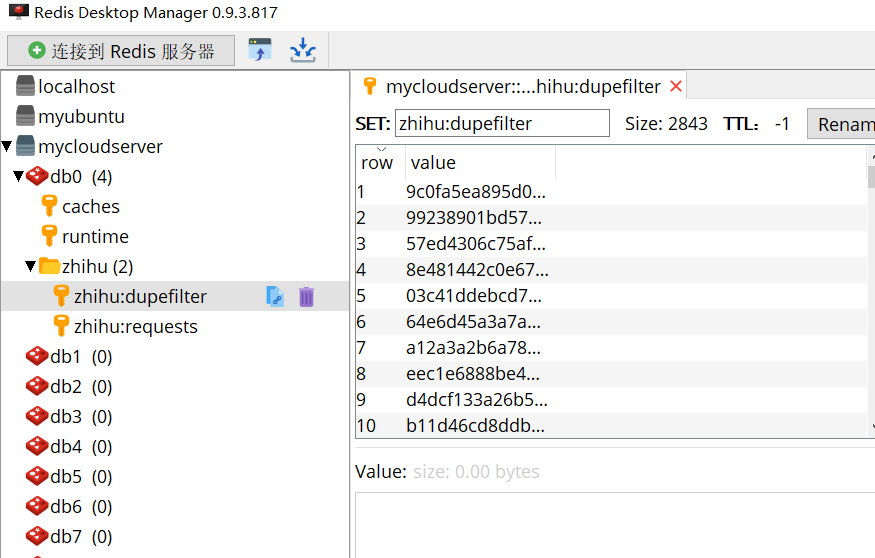 Redis Desktop Manager 0.9.3.817
连接到 Redis 服务器
localhost
myubuntu
mycloudserver
db0 (4)
caches
runtime
zhihu (2)
zhihu:dupefilter
zhihu:requests
db1 (0)
db2 (0)
db3 (0)
db4 (0)
db5 (0)
db6 (0)
db7 (0)
mycloudserver::...hihu:dupefilter
SET: zhihu:dupefilter Size: 2843 TTL: -1 Renam
row value
1 9c0fa5ea895d0...
2 99238901bd57...
3 57ed4306c75af...
4 8e481442c0e67...
5 03c41ddebcd7...
6 64e6d45a3a7a...
7 a12a3a2b6a78...
8 eec1e6888be4...
9 d4dcf133a26b5...
10 b11d46cd8ddb...
Value: size: 0.00 bytes